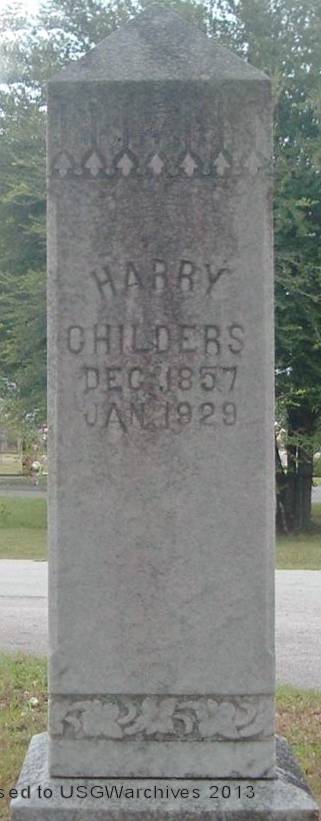 HARRY
CHILDERS
DEC. 1857
JAN. 1929
sed to USGWarchives 2013